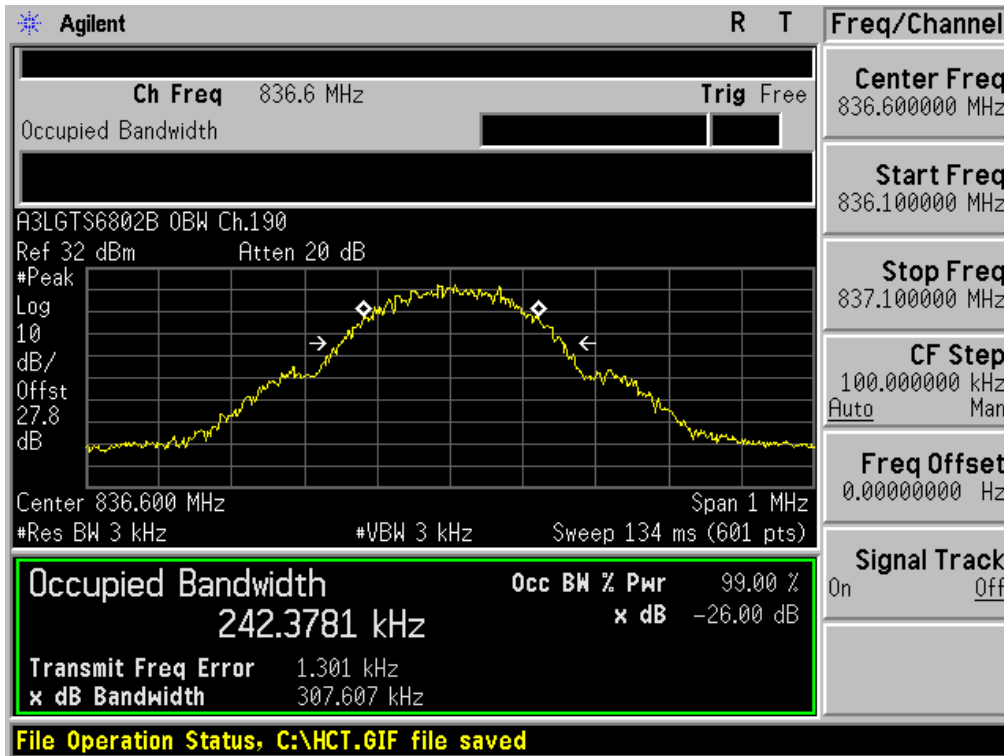 Agilent R T Freq/Channel
Ch Freq 836.6 MHz Trig Free
Occupied Bandwidth
Center Freq
836.600000 MHz
Start Freq
836.100000 MHz
Stop Freq
837.100000 MHz
CF Step
100.000000 kHz
Auto Man
Freq Offset
0.00000000 Hz
Signal Track
On Off
A3LGTS6802B OBW Ch.190
Ref 32 dBm Atten 20 dB
#Peak
Log
10
dB/
Offst
27.8
dB
Center 836.600 MHz Span 1 MHz
#Res BW 3 kHz #VBW 3 kHz Sweep 134 ms (601 pts)
Occupied Bandwidth Occ BW % Pwr 99.00 %
242.3781 kHz x dB -26.00 dB
Transmit Freq Error 1.301 kHz
x dB Bandwidth 307.607 kHz
File Operation Status, C:\HCT.GIF file saved